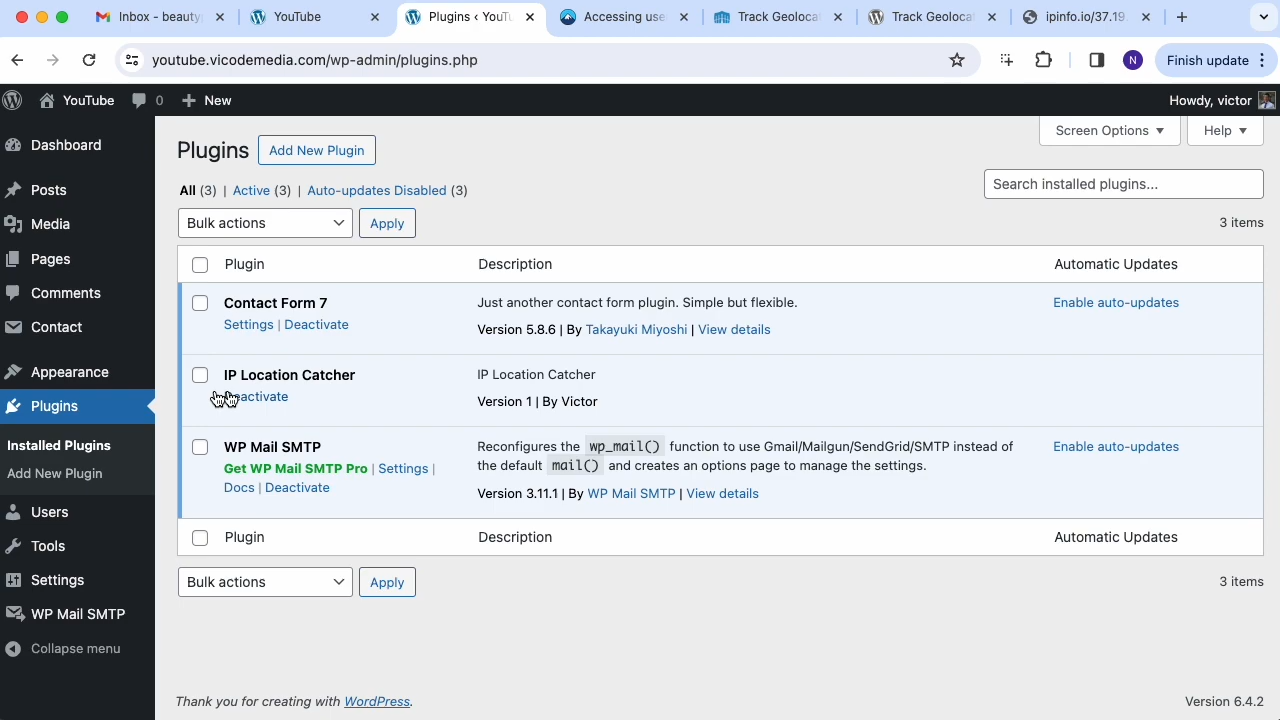 Inbox - beauty
YouTube
Plugins ‹ YouTu
Accessing use
Track Geoloca
Track Geoloca
ipinfo.io/37.19
youtube.vicodemedia.com/wp-admin/plugins.php
N
Finish update
YouTube
0
New
Howdy, victor
Dashboard
Posts
Media
Pages
Comments
Contact
Appearance
Plugins
Installed Plugins
Add New Plugin
Users
Tools
Settings
WP Mail SMTP
Collapse menu
Screen Options
Help
Plugins
Add New Plugin
All (3) | Active (3) | Auto-updates Disabled (3)
Search installed plugins...
Bulk actions
Apply
3 items
Plugin
Description
Automatic Updates
Contact Form 7
Settings | Deactivate
Just another contact form plugin. Simple but flexible.
Version 5.8.6 | By Takayuki Miyoshi | View details
Enable auto-updates
IP Location Catcher
eactivate
IP Location Catcher
Version 1 | By Victor
WP Mail SMTP
Get WP Mail SMTP Pro | Settings |
Docs | Deactivate
Reconfigures the wp_mail() function to use Gmail/Mailgun/SendGrid/SMTP instead of
the default mail() and creates an options page to manage the settings.
Version 3.11.1 | By WP Mail SMTP | View details
Enable auto-updates
Plugin
Description
Automatic Updates
Bulk actions
Apply
3 items
Thank you for creating with WordPress.
Version 6.4.2